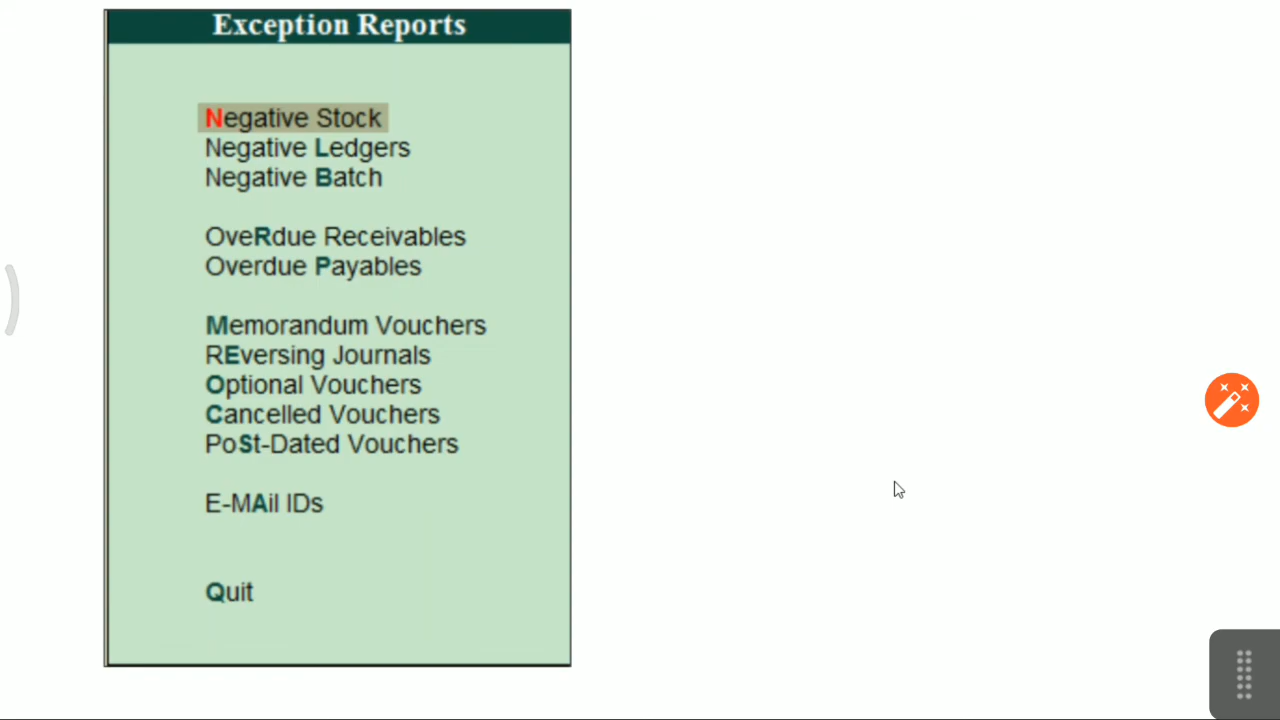 Exception Reports
Negative Stock
Negative Ledgers
Negative Batch
OveRdue Receivables
Overdue Payables
Memorandum Vouchers
REversing Journals
Optional Vouchers
Cancelled Vouchers
PoSt-Dated Vouchers
E-MAil IDs
Quit